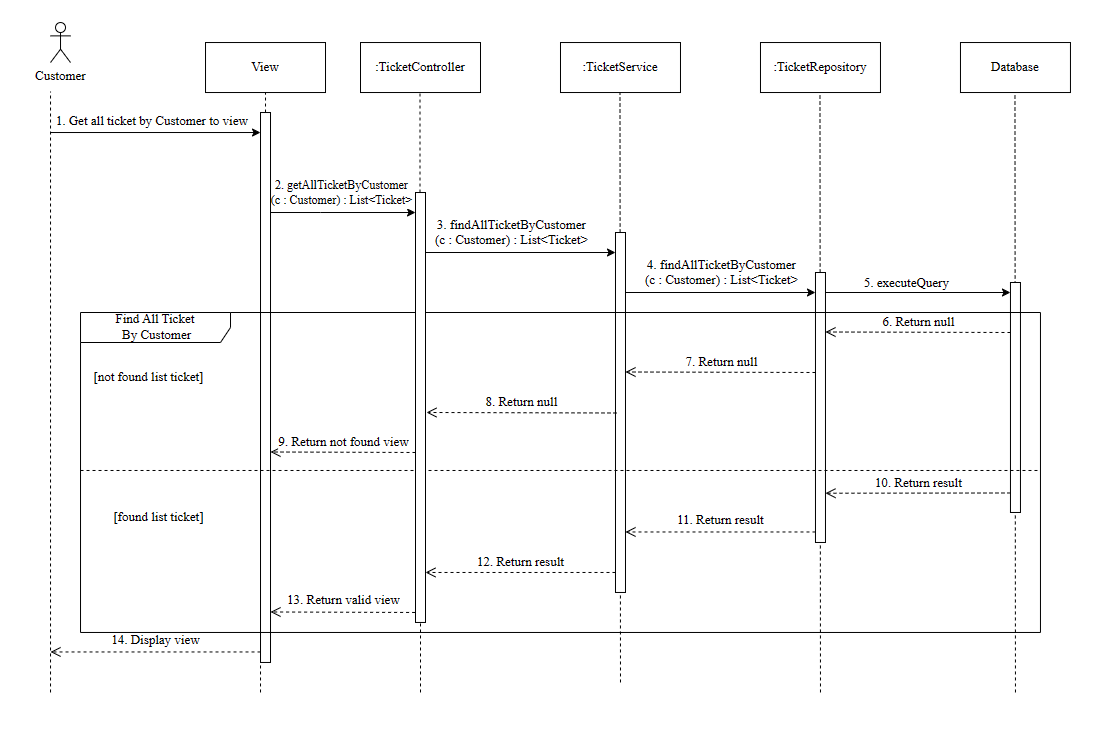 Customer
View
:TicketController
:TicketService
:TicketRepository
Database
1. Get all ticket by Customer to view
2. getAllTicketByCustomer
(c : Customer) : List<Ticket>
3. findAllTicketByCustomer
(c : Customer) : List<Ticket>
4. findAllTicketByCustomer
(c : Customer) : List<Ticket>
5. executeQuery
Find All Ticket
By Customer
6. Return null
7. Return null
[not found list ticket]
8. Return null
9. Return not found view
10. Return result
[found list ticket]
11. Return result
12. Return result
13. Return valid view
14. Display view